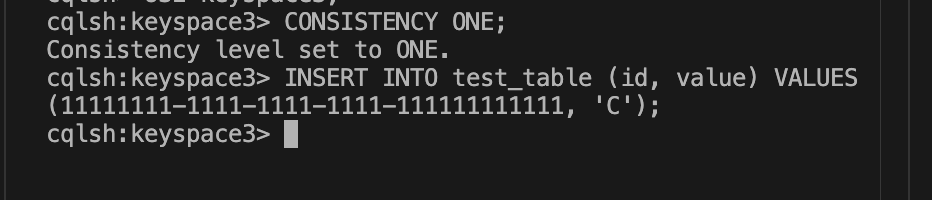 cqlsh:keyspace3> CONSISTENCY ONE;
Consistency level set to ONE.
cqlsh:keyspace3> INSERT INTO test_table (id, value) VALUES
(11111111-1111-1111-1111-111111111111, 'C');
cqlsh:keyspace3>